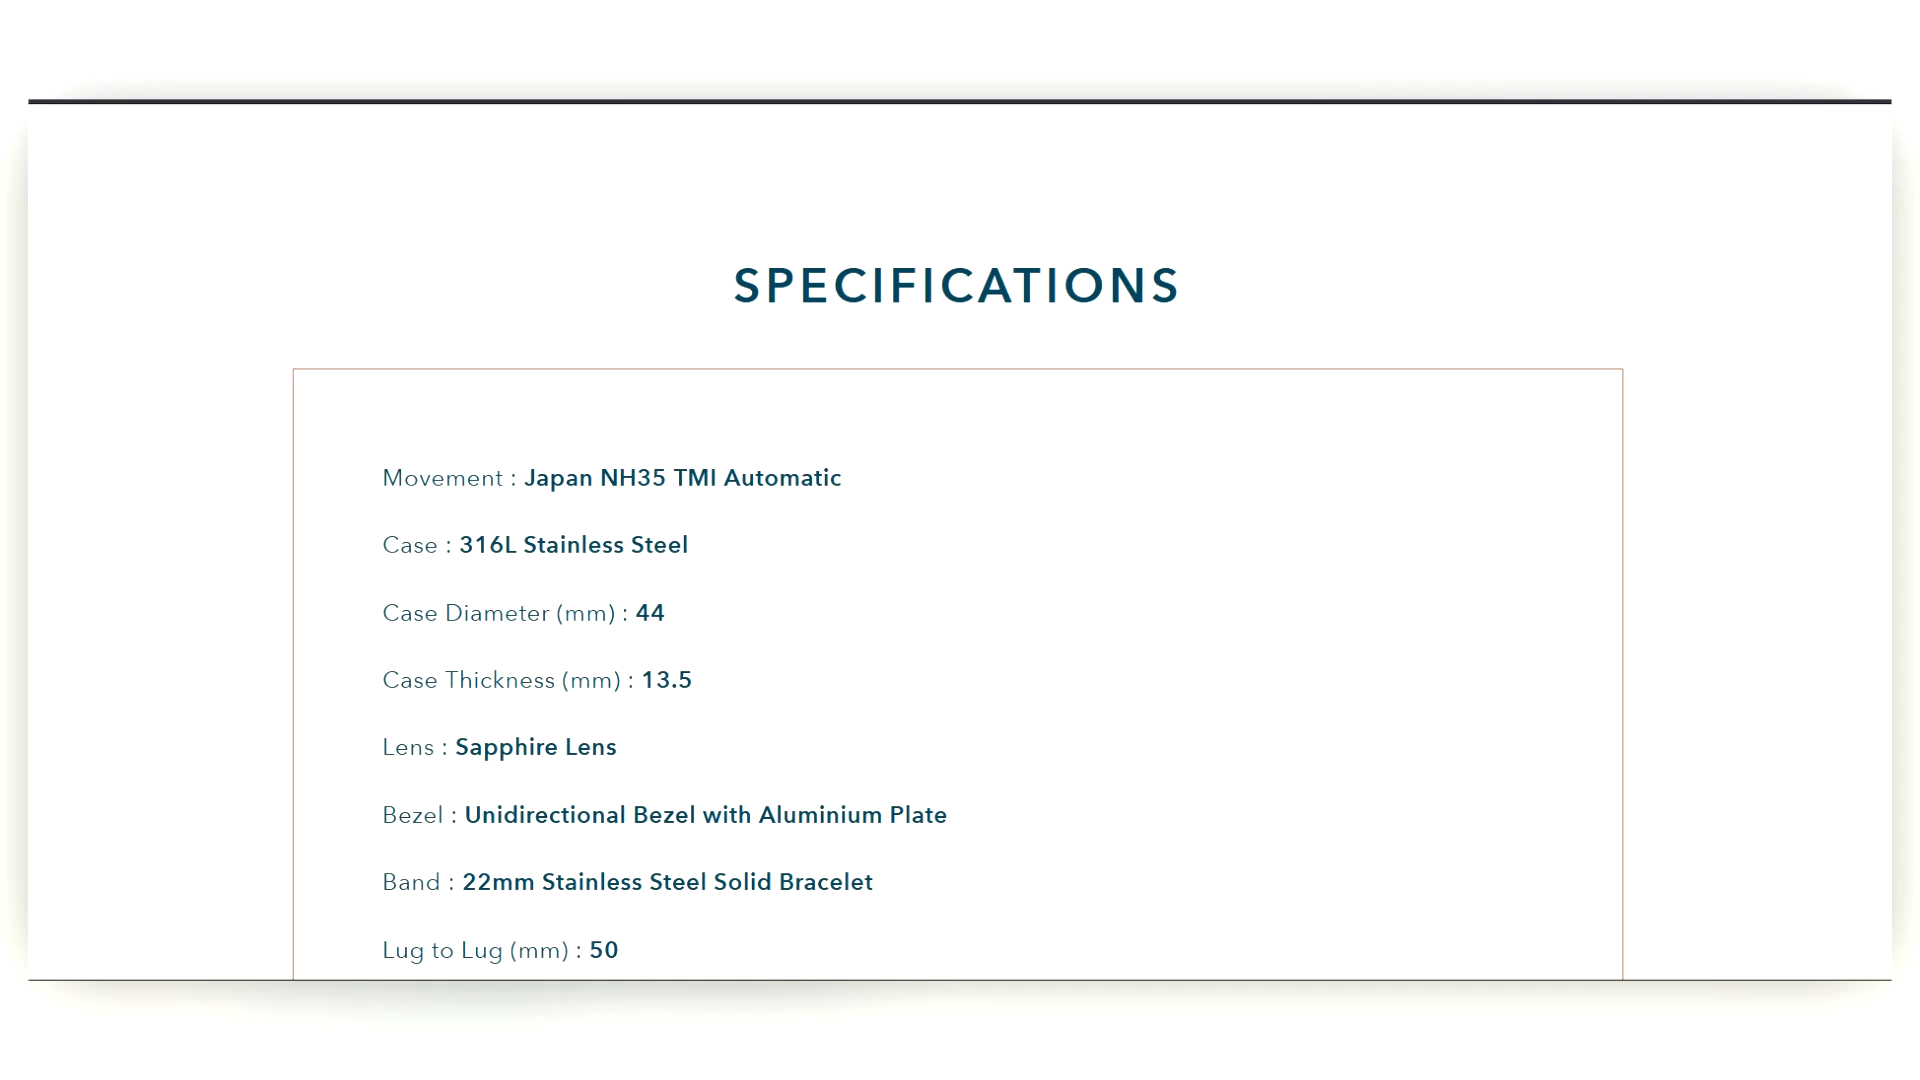 SPECIFICATIONS
Movement : Japan NH35 TMI Automatic
Case : 316L Stainless Steel
Case Diameter (mm) : 44
Case Thickness (mm) : 13.5
Lens : Sapphire Lens
Bezel : Unidirectional Bezel with Aluminium Plate
Band : 22mm Stainless Steel Solid Bracelet
Lug to Lug (mm) : 50